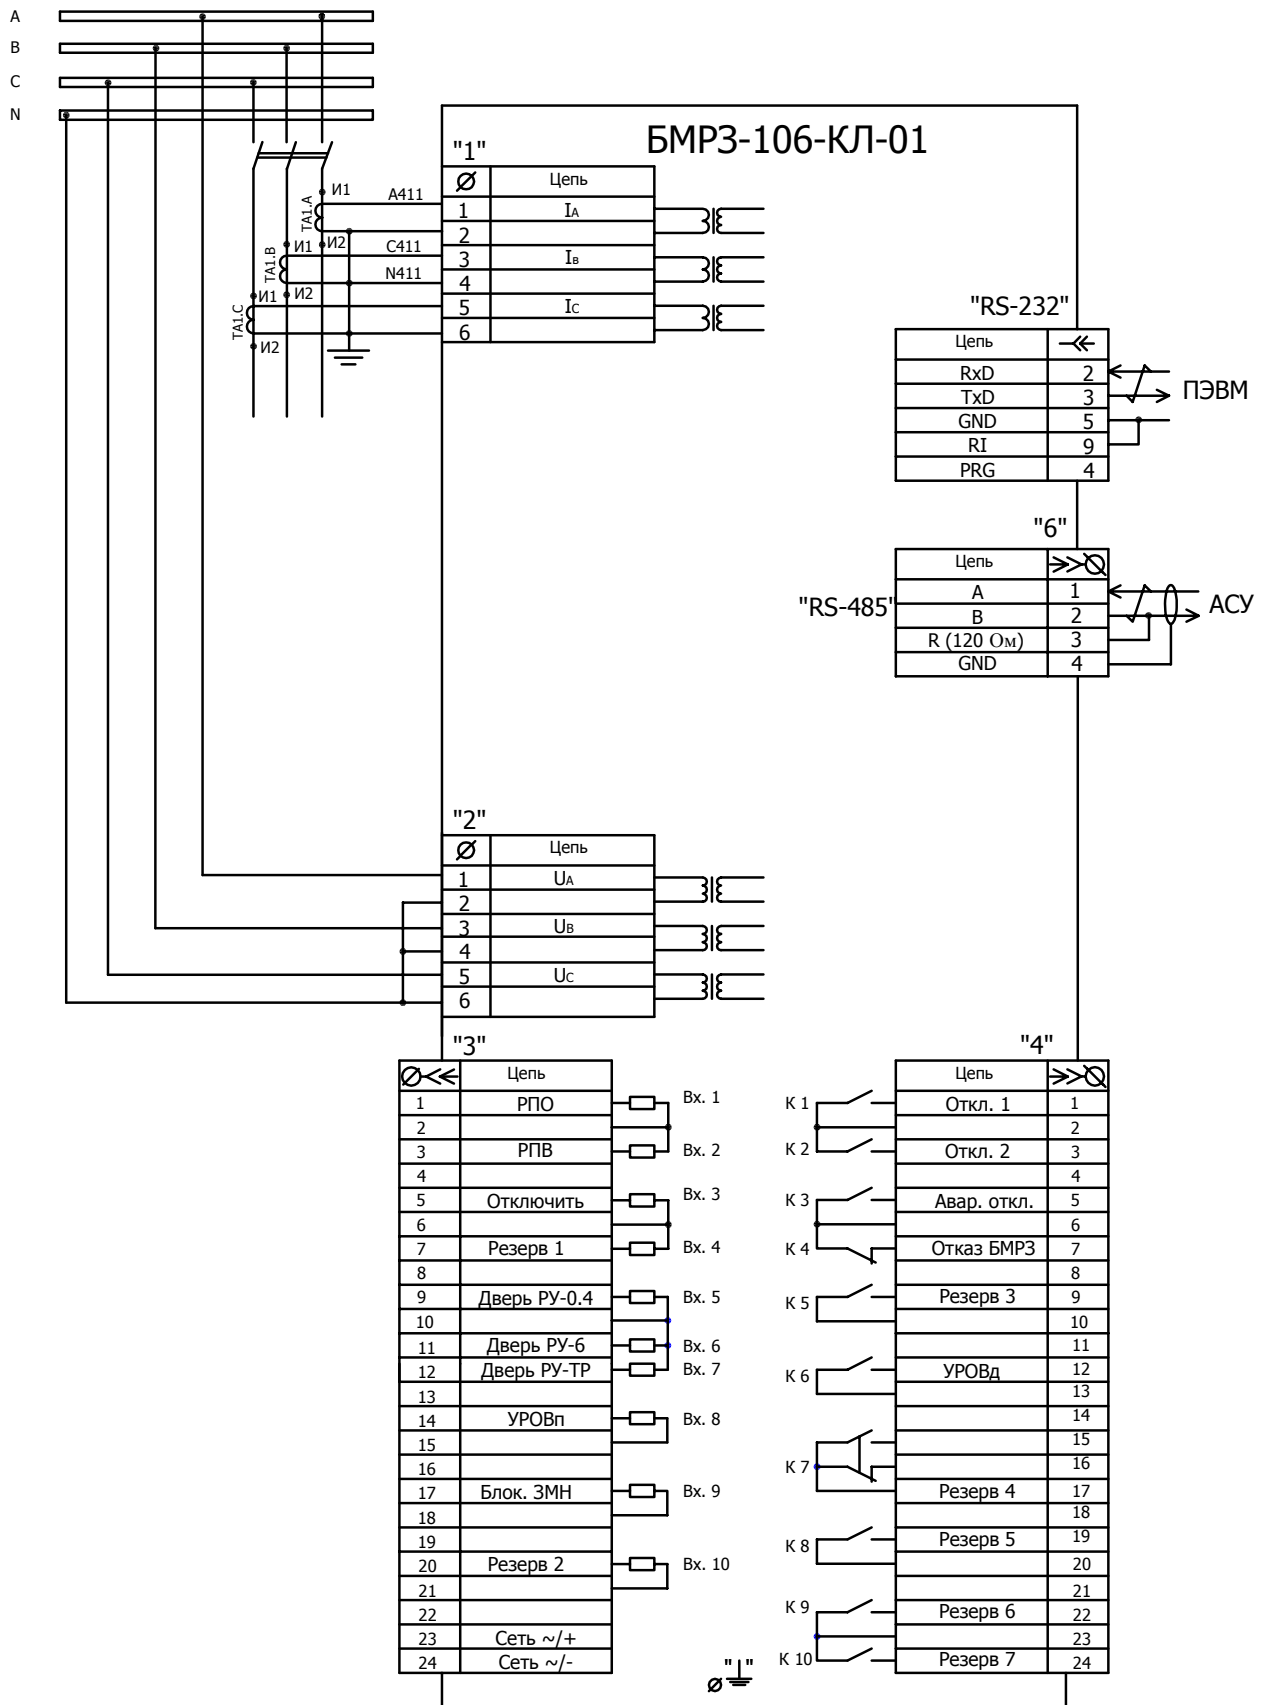 A
B
C
N
БМРЗ-106-КЛ-01
"1"
Цепь
1 IA
2
3 IB
4
5 IC
6
И1
A411
TA1.A
И2
И1
C411
TA1.B
N411
И2
И1
TA1.C
И2
"RS-232"
Цепь
RxD 2
TxD 3
GND 5
RI 9
PRG 4
ПЭВМ
"6"
"RS-485"
Цепь
A 1
B 2
R (120 Ом) 3
GND 4
АСУ
"2"
Цепь
1 UA
2
3 UB
4
5 UC
6
"3"
Цепь
1 РПО Вх. 1
2
3 РПВ Вх. 2
4
5 Отключить Вх. 3
6
7 Резерв 1 Вх. 4
8
9 Дверь РУ-0.4 Вх. 5
10
11 Дверь РУ-6 Вх. 6
12 Дверь РУ-ТР Вх. 7
13
14 УРОВп Вх. 8
15
16
17 Блок. ЗМН Вх. 9
18
19
20 Резерв 2 Вх. 10
21
22
23 Сеть ~/+
24 Сеть ~/-
"4"
Цепь
К 1 Откл. 1 1
2
К 2 Откл. 2 3
4
К 3 Авар. откл. 5
6
К 4 Отказ БМРЗ 7
8
К 5 Резерв 3 9
10
11
К 6 УРОВд 12
13
14
15
К 7 16
Резерв 4 17
18
К 8 Резерв 5 19
20
21
К 9 Резерв 6 22
23
К 10 Резерв 7 24
" "